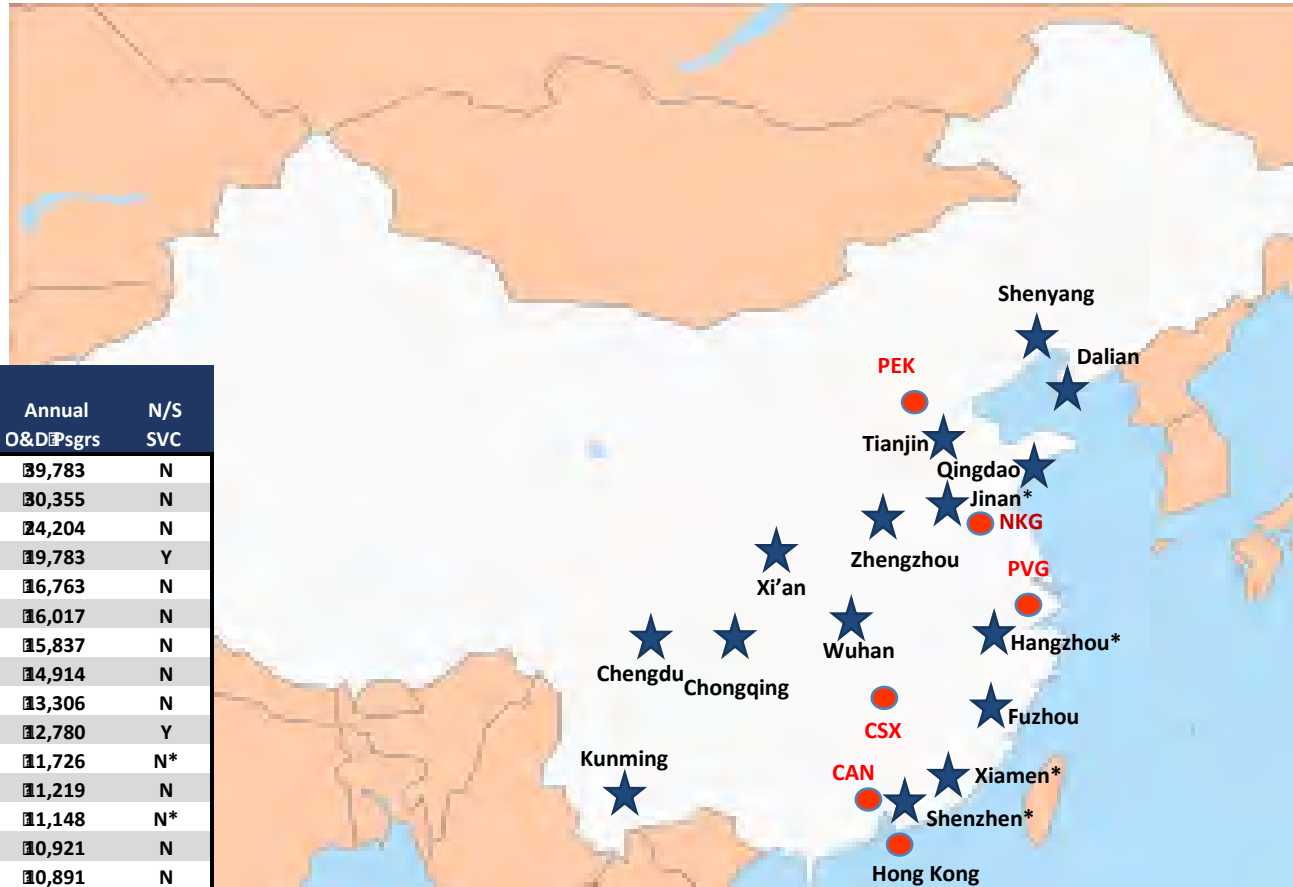 Annual N/S
O&D Psgrs SVC
39,783 N
30,355 N
24,204 N
19,783 Y
16,763 N
16,017 N
15,837 N
14,914 N
13,306 N
12,780 Y
11,726 N*
11,219 N
11,148 N*
10,921 N
10,891 N
Shenyang
Dalian
PEK
Tianjin
Qingdao
Jinan*
NKG
Zhengzhou
PVG
Xi’an
Hangzhou*
Wuhan
Chengdu
Chongqing
Fuzhou
CSX
Kunming
CAN
Xiamen*
Shenzhen*
Hong Kong